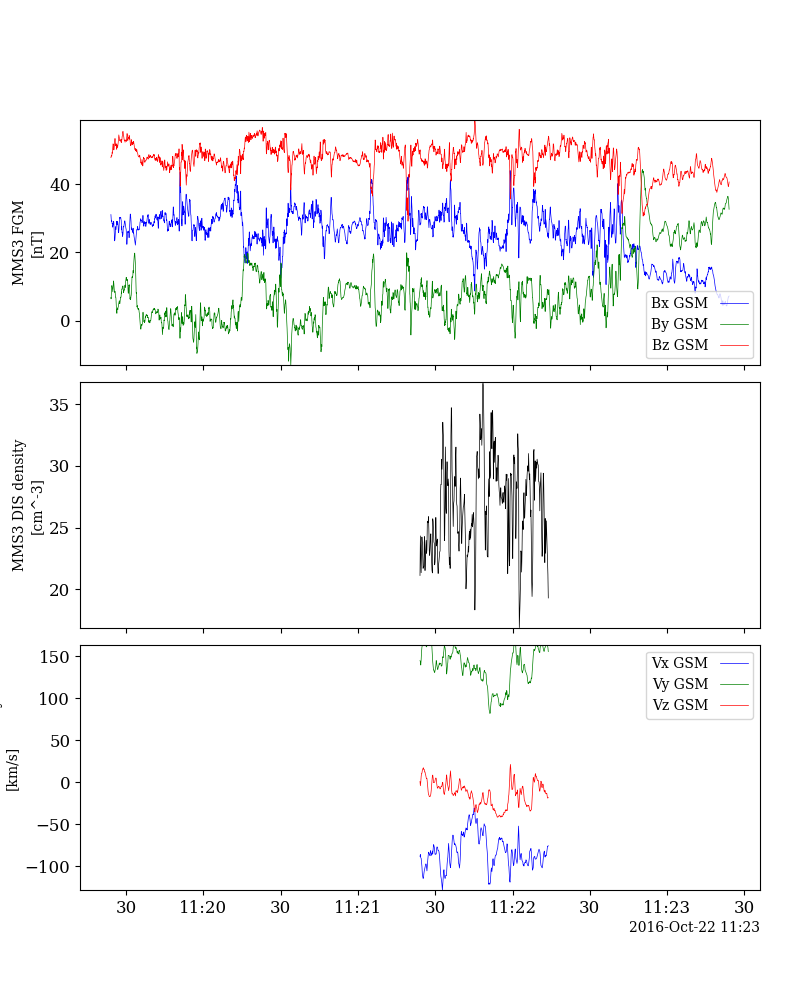 MMS3 FGM
[nT]
40
20
0
Bx GSM
By GSM
Bz GSM
MMS3 DIS density
[cm^-3]
35
30
25
20
[km/s]
150
100
50
0
−50
−100
Vx GSM
Vy GSM
Vz GSM
30 11:20 30 11:21 30 11:22 30 11:23 30
2016-Oct-22 11:23